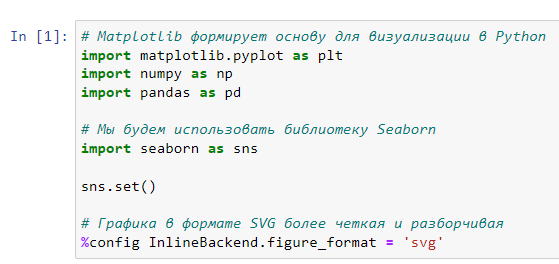 In [1]: # Matplotlib формирует основу для визуализации в Python
import matplotlib.pyplot as plt
import numpy as np
import pandas as pd
# Мы будем использовать библиотеку Seaborn
import seaborn as sns
sns.set()
# Графика в формате SVG более четкая и разборчивая
%config InlineBackend.figure_format = 'svg'